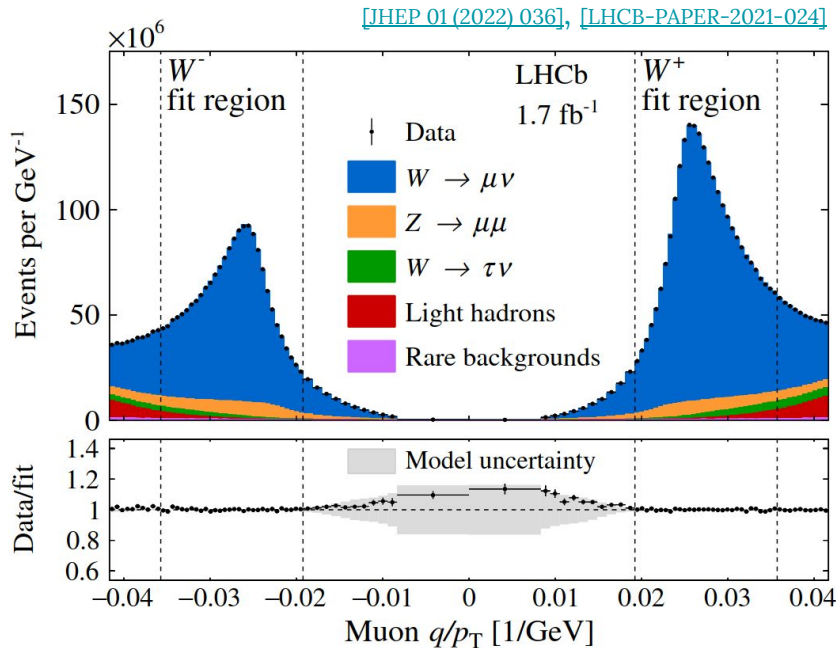 [JHEP 01 (2022) 036], [LHCB-PAPER-2021-024]
×10⁶
W⁻
fit region
LHCb
1.7 fb⁻¹
W⁺
fit region
150
100
50
0
Events per GeV⁻¹
Data
W → μν
Z → μμ
W → τν
Light hadrons
Rare backgrounds
1.4
1.2
1
0.8
0.6
Data/fit
Model uncertainty
−0.04 −0.03 −0.02 −0.01 0 0.01 0.02 0.03 0.04
Muon q/p_T [1/GeV]